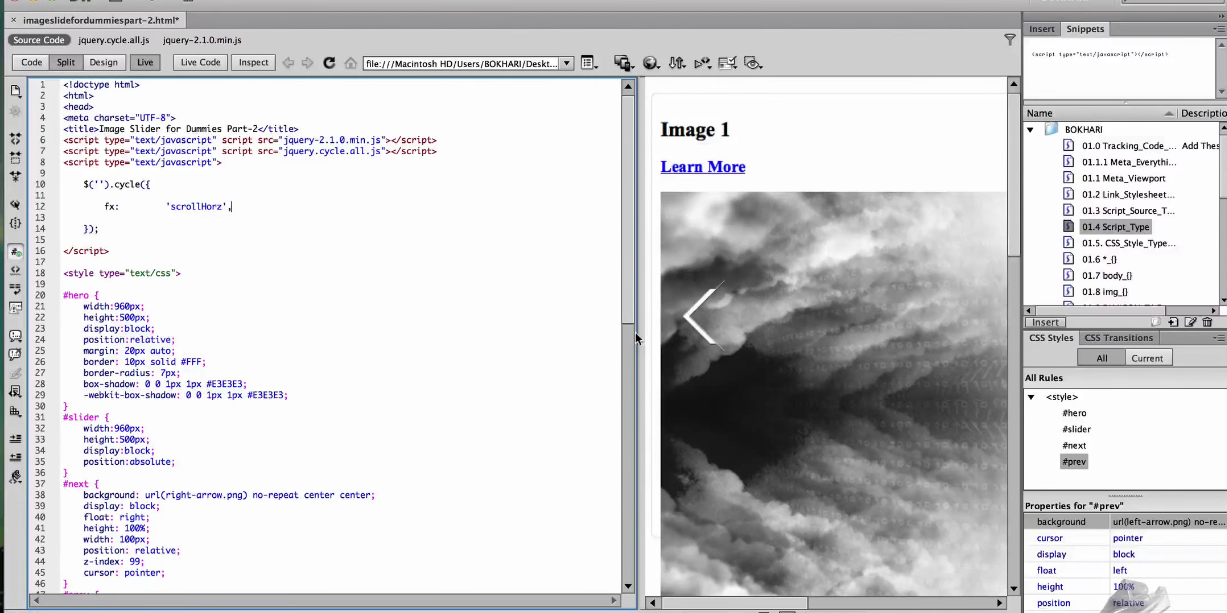 imageslidefordummiespart-2.html*
Source Code jquery.cycle.all.js jquery-2.1.0.min.js
Code Split Design Live Live Code Inspect file:///Macintosh HD/Users/BOKHARI/Deskt...
1 <!doctype html>
2 <html>
3 <head>
4 <meta charset="UTF-8">
5 <title>Image Slider for Dummies Part-2</title>
6 <script type="text/javascript" script src="jquery-2.1.0.min.js"></script>
7 <script type="text/javascript" script src="jquery.cycle.all.js"></script>
8 <script type="text/javascript">
9
10 $('').cycle({
11
12 fx: 'scrollHorz',
13
14 });
15
16 </script>
17
18 <style type="text/css">
19
20 #hero {
21 width:960px;
22 height:500px;
23 display:block;
24 position:relative;
25 margin: 20px auto;
26 border: 10px solid #FFF;
27 border-radius: 7px;
28 box-shadow: 0 0 1px 1px #E3E3E3;
29 -webkit-box-shadow: 0 0 1px 1px #E3E3E3;
30 }
31 #slider {
32 width:960px;
33 height:500px;
34 display:block;
35 position:absolute;
36 }
37 #next {
38 background: url(right-arrow.png) no-repeat center center;
39 display: block;
40 float: right;
41 height: 100%;
42 width: 100px;
43 position: relative;
44 z-index: 99;
45 cursor: pointer;
46 }
Image 1
Learn More
Insert Snippets
<script type="text/javascript"></script>
Name Descriptio
BOKHARI
01.0 Tracking_Code_... Add Thes
01.1.1 Meta_Everythi...
01.1 Meta_Viewport
01.2 Link_Stylesheet...
01.3 Script_Source_T...
01.4 Script_Type
01.5. CSS_Style_Type...
01.6 *_{}
01.7 body_{}
01.8 img_{}
Insert
CSS Styles CSS Transitions
All Current
All Rules
<style>
#hero
#slider
#next
#prev
Properties for "#prev"
background url(left-arrow.png) no-re...
cursor pointer
display block
float left
height 100%
position relative